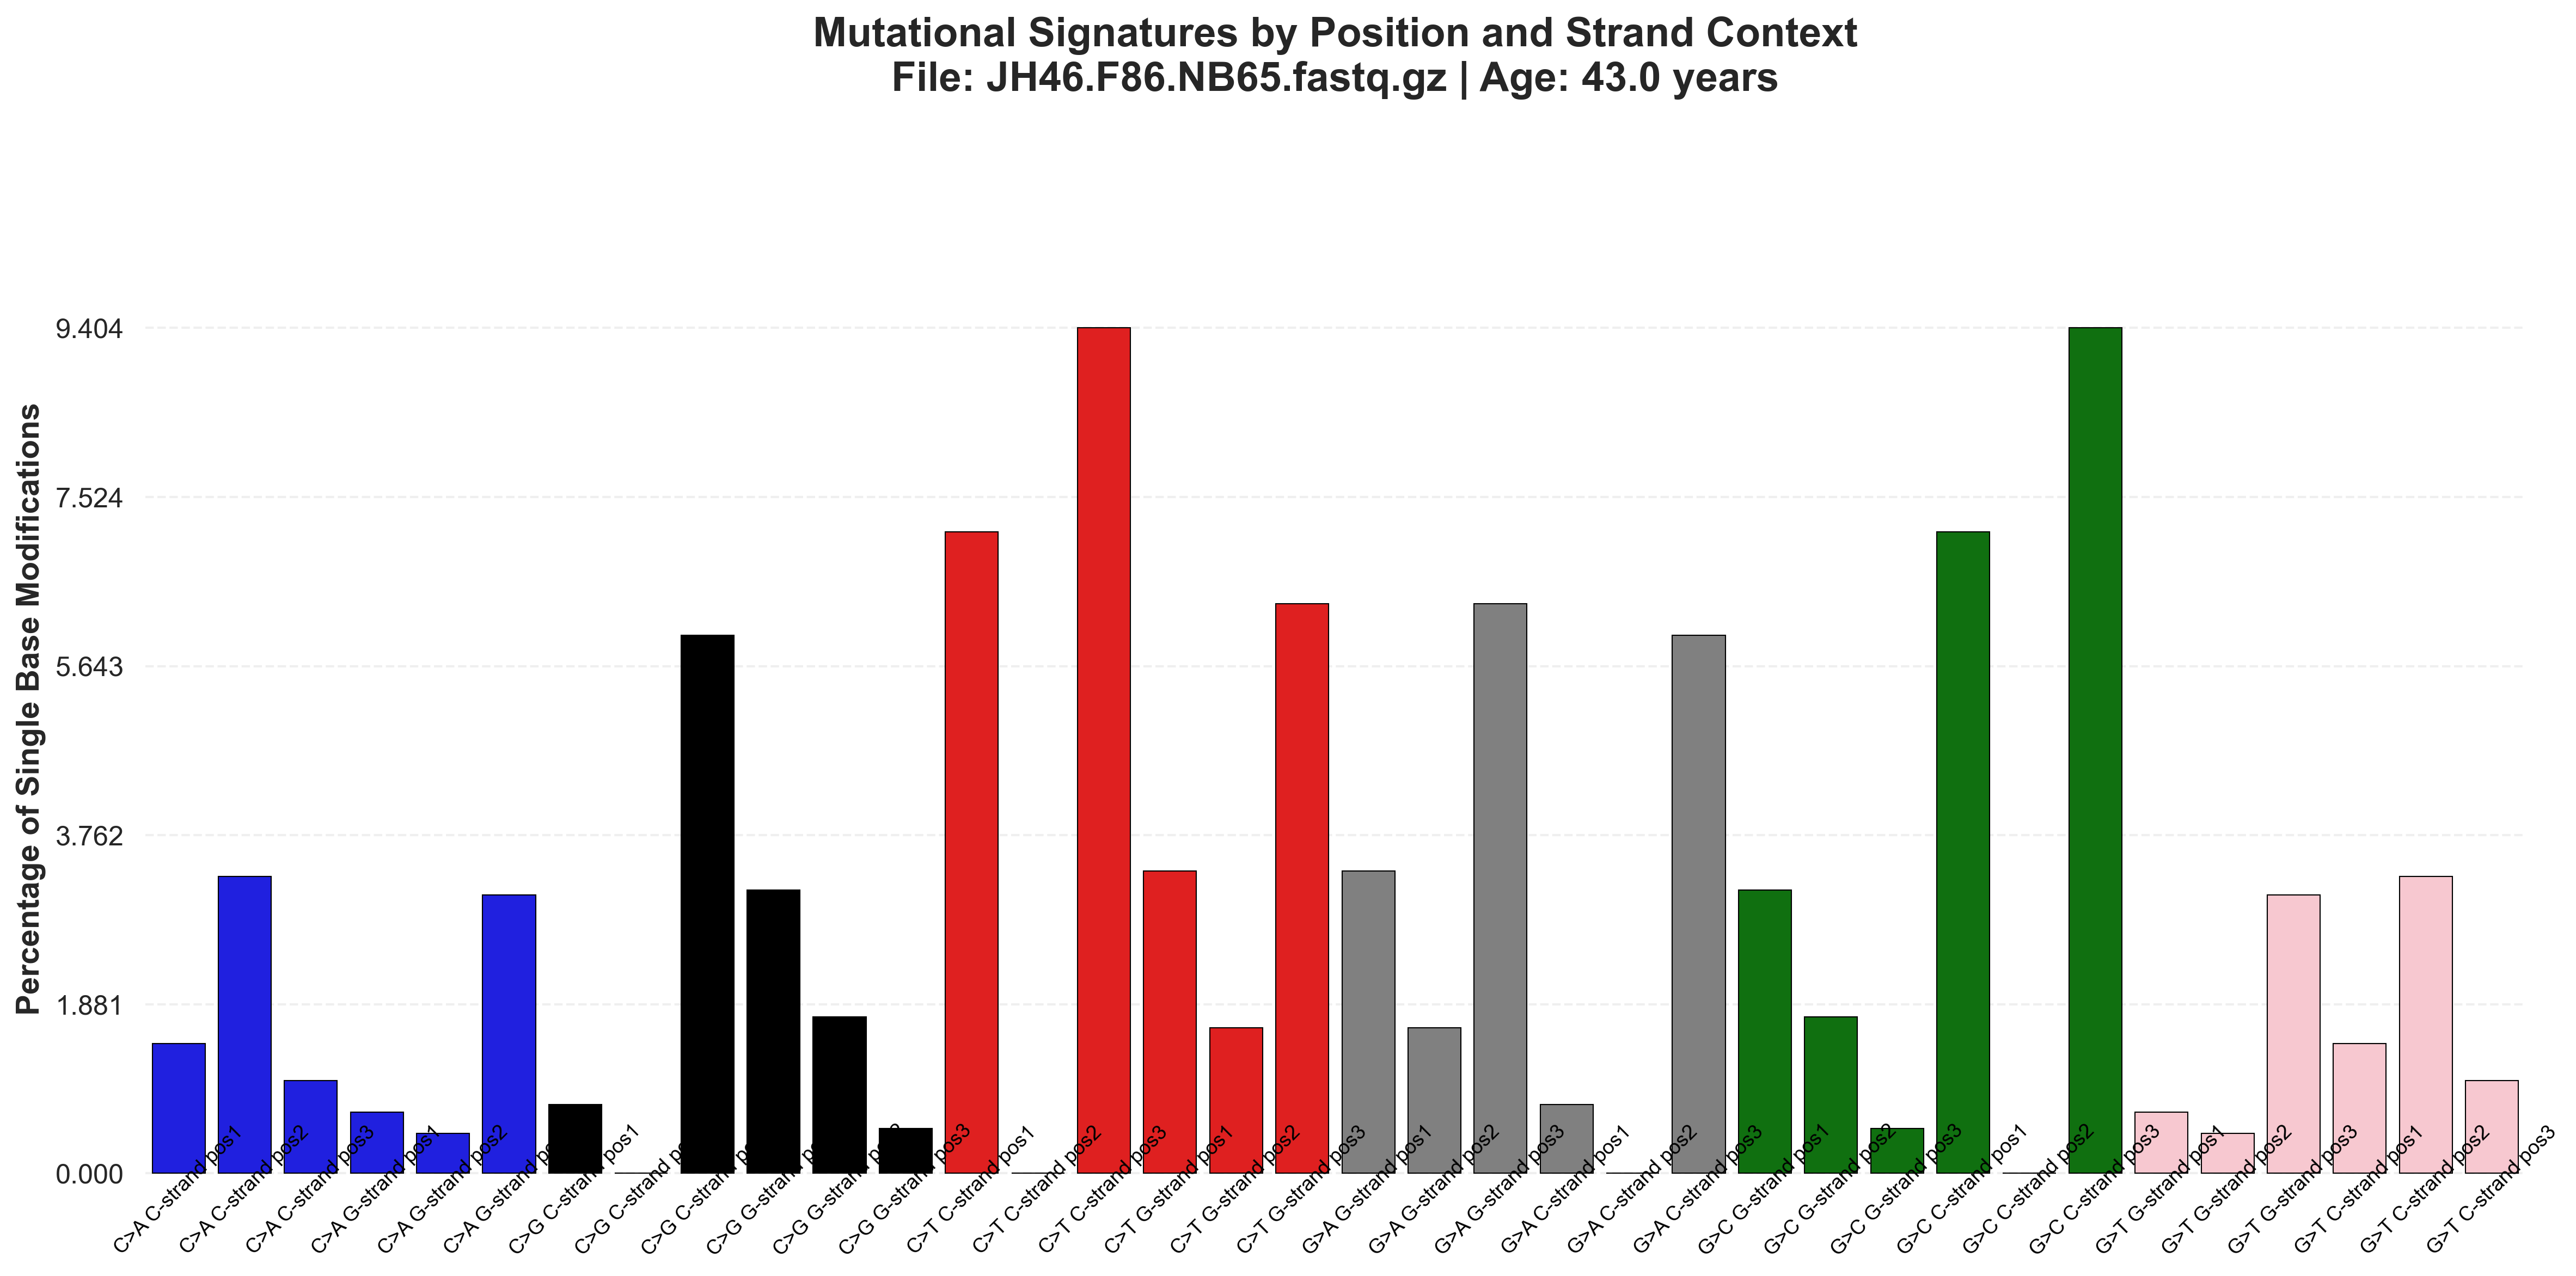 Mutational Signatures by Position and Strand Context
File: JH46.F86.NB65.fastq.gz | Age: 43.0 years
Percentage of Single Base Modifications
9.404
7.524
5.643
3.762
1.881
0.000
C>A C-strand pos1
C>A C-strand pos2
C>A C-strand pos3
C>A G-strand pos1
C>A G-strand pos2
C>A G-strand pos3
C>G C-strand pos1
C>G C-strand pos2
C>G C-strand pos3
C>G G-strand pos1
C>G G-strand pos2
C>G G-strand pos3
C>T C-strand pos1
C>T C-strand pos2
C>T C-strand pos3
C>T G-strand pos1
C>T G-strand pos2
C>T G-strand pos3
G>A G-strand pos1
G>A G-strand pos2
G>A G-strand pos3
G>A C-strand pos1
G>A C-strand pos2
G>A C-strand pos3
G>C G-strand pos1
G>C G-strand pos2
G>C G-strand pos3
G>C C-strand pos1
G>C C-strand pos2
G>C C-strand pos3
G>T G-strand pos1
G>T G-strand pos2
G>T G-strand pos3
G>T C-strand pos1
G>T C-strand pos2
G>T C-strand pos3